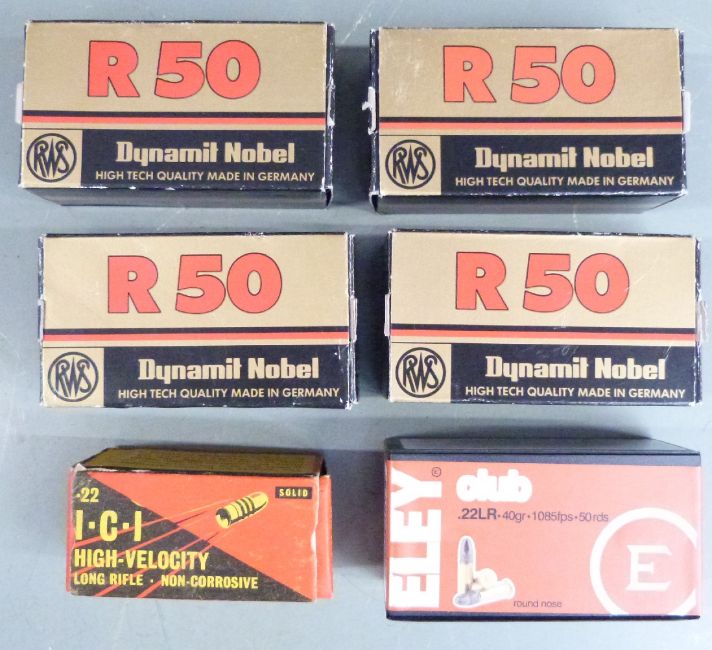 R 50
RWS
Dynamit Nobel
HIGH TECH QUALITY MADE IN GERMANY
R 50
RWS
Dynamit Nobel
HIGH TECH QUALITY MADE IN GERMANY
R 50
RWS
Dynamit Nobel
HIGH TECH QUALITY MADE IN GERMANY
R 50
RWS
Dynamit Nobel
HIGH TECH QUALITY MADE IN GERMANY
.22
SOLID
I·C·I
HIGH-VELOCITY
LONG RIFLE · NON-CORROSIVE
ELEY
club
.22LR•40gr•1085fps•50rds
E
round nose